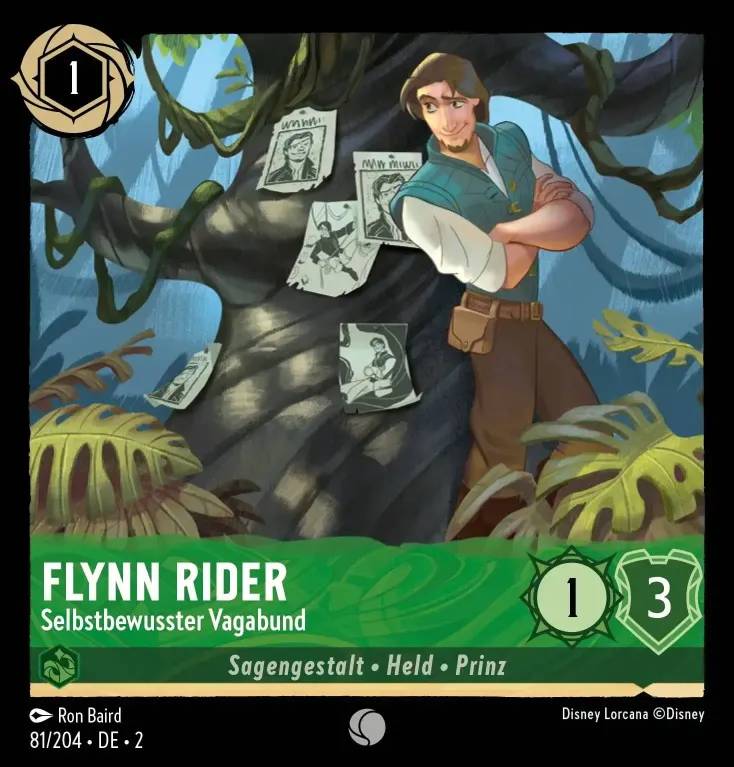 1
FLYNN RIDER
Selbstbewusster Vagabund
1
3
Sagengestalt • Held • Prinz
Ron Baird
Disney Lorcana ©Disney
81/204 • DE • 2